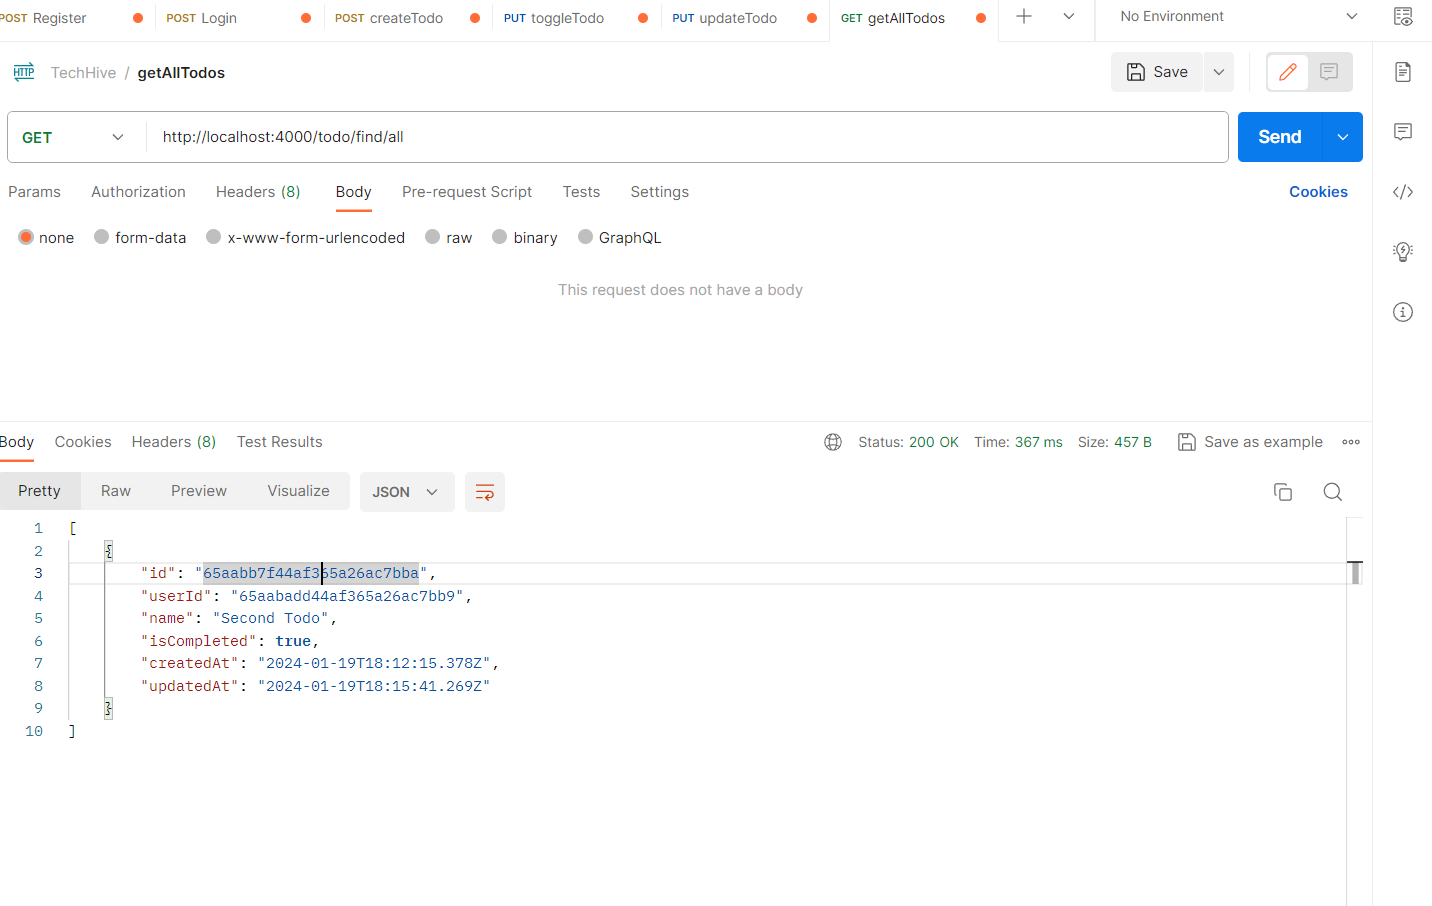 POST Register POST Login POST createTodo PUT toggleTodo PUT updateTodo GET getAllTodos No Environment
HTTP TechHive / getAllTodos Save
GET http://localhost:4000/todo/find/all Send
Params Authorization Headers (8) Body Pre-request Script Tests Settings Cookies
none form-data x-www-form-urlencoded raw binary GraphQL
This request does not have a body
Body Cookies Headers (8) Test Results Status: 200 OK Time: 367 ms Size: 457 B Save as example
Pretty Raw Preview Visualize JSON
1 [
2 {
3 "id": "65aabb7f44af365a26ac7bba",
4 "userId": "65aabadd44af365a26ac7bb9",
5 "name": "Second Todo",
6 "isCompleted": true,
7 "createdAt": "2024-01-19T18:12:15.378Z",
8 "updatedAt": "2024-01-19T18:15:41.269Z"
9 }
10 ]